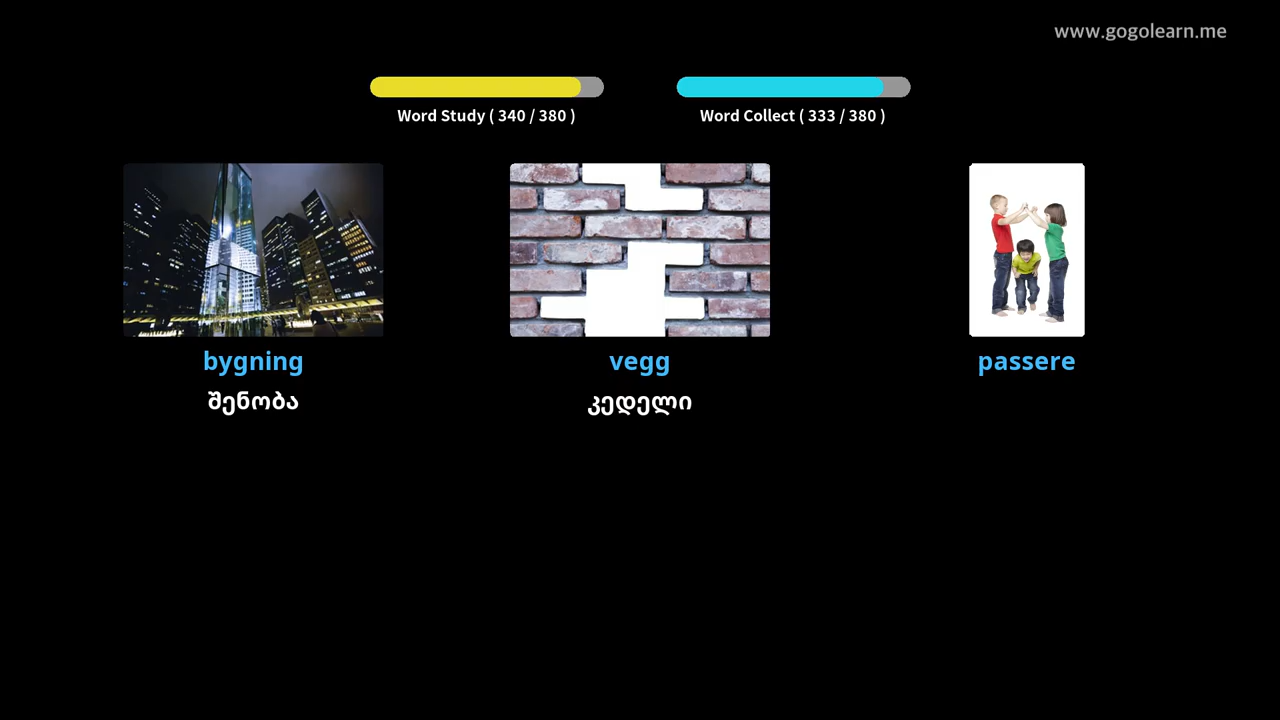 www.gogolearn.me
Word Study ( 340 / 380 )
Word Collect ( 333 / 380 )
bygning
vegg
passere
შენობა
კედელი